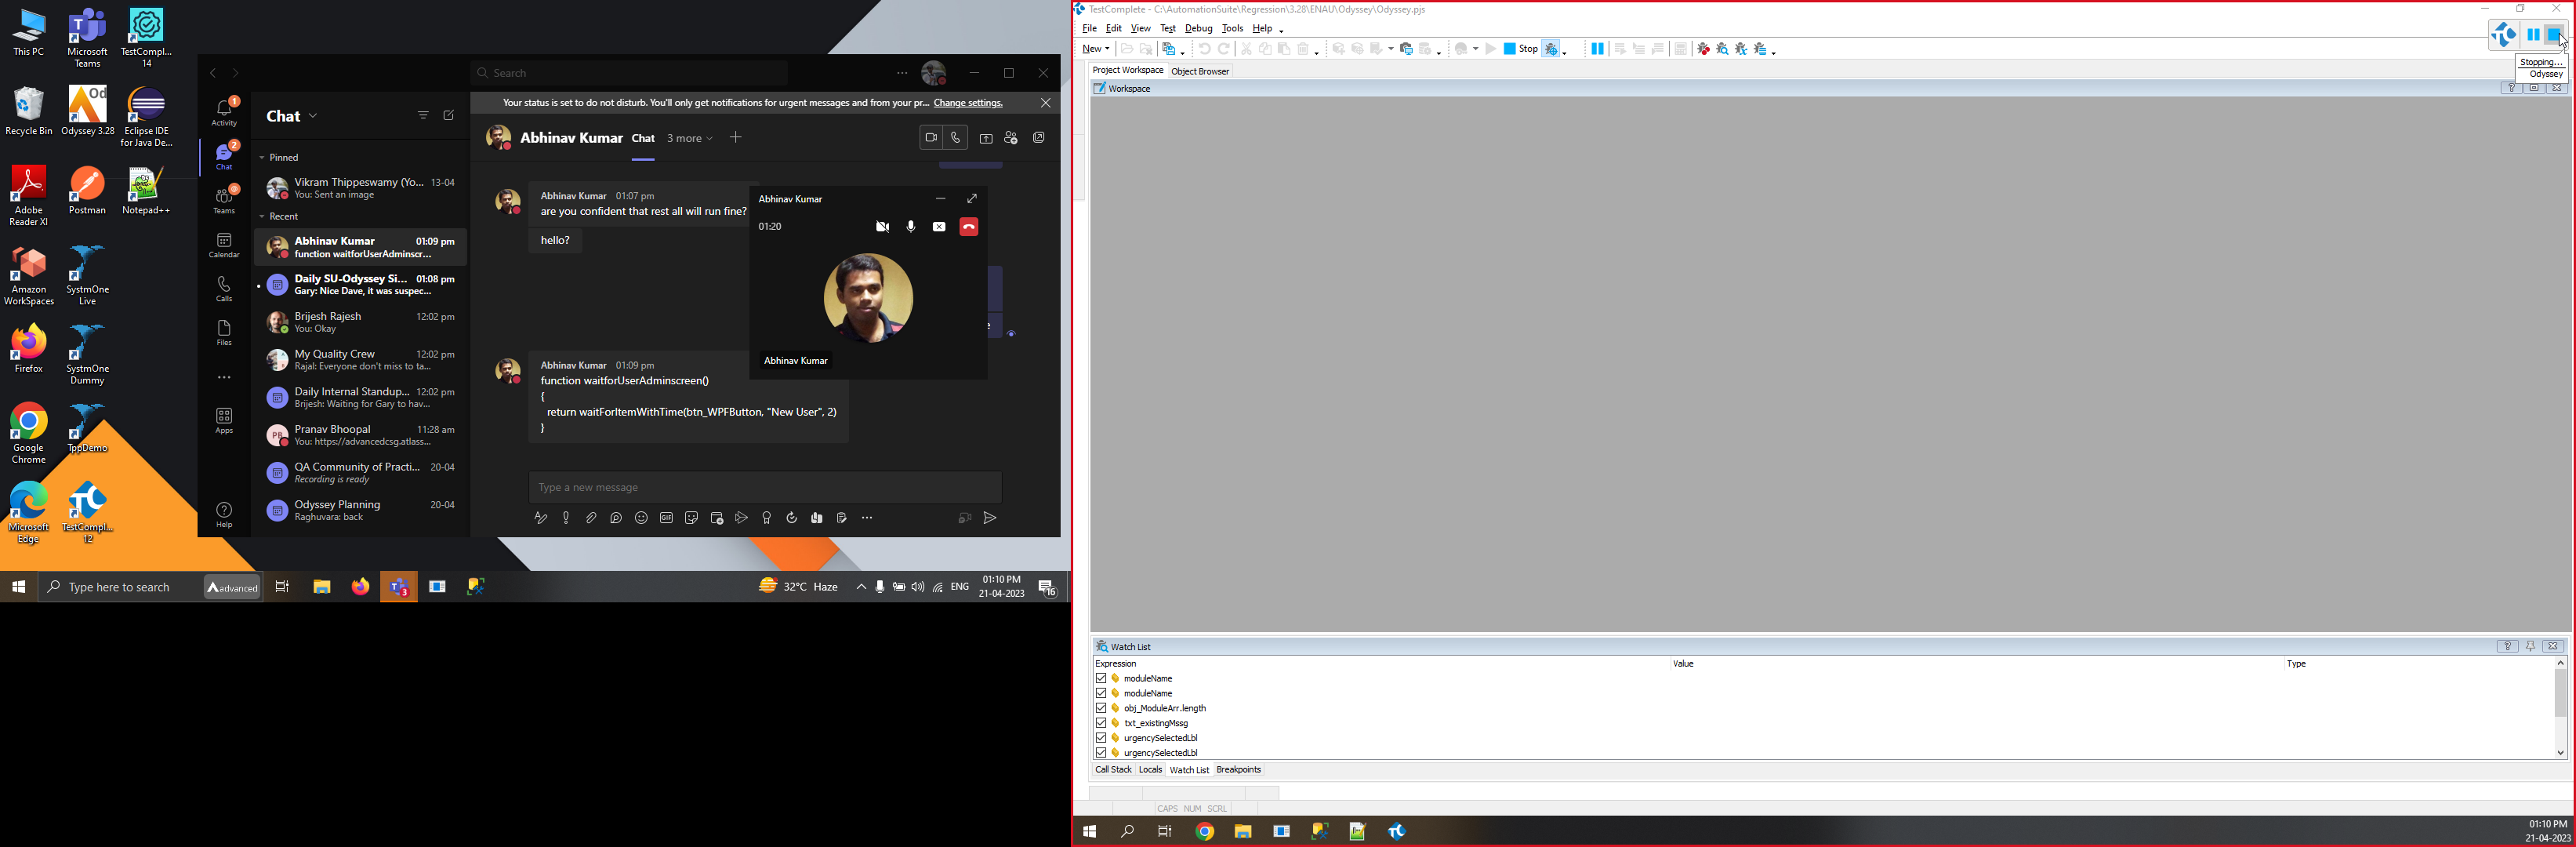 This PC
Microsoft
Teams
TestCompl...
14
Recycle Bin
Odyssey 3.28
Eclipse IDE
for Java De...
Adobe
Reader XI
Postman
Notepad++
Amazon
WorkSpaces
SystmOne
Live
Firefox
SystmOne
Dummy
Google
Chrome
TppDemo
Microsoft
Edge
TestCompl...
12
Search
Your status is set to do not disturb. You'll only get notifications for urgent messages and from your pr... Change settings.
Activity
1
Chat
2
Teams
Calendar
Calls
Files
Apps
Help
Chat
Pinned
Vikram Thippeswamy (Yo... 13-04
You: Sent an image
Recent
Abhinav Kumar 01:09 pm
function waitforUserAdminscr...
Daily SU-Odyssey Si... 01:08 pm
Gary: Nice Dave, it was suspec...
Brijesh Rajesh 12:02 pm
You: Okay
My Quality Crew 12:02 pm
Rajal: Everyone don't miss to ta...
Daily Internal Standup... 12:02 pm
Brijesh: Waiting for Gary to hav...
PB
Pranav Bhoopal 11:28 am
You: https://advancedcsg.atlass...
QA Community of Practi... 20-04
Recording is ready
Odyssey Planning 20-04
Raghuvara: back
Abhinav Kumar Chat 3 more
Abhinav Kumar 01:07 pm
are you confident that rest all will run fine?
hello?
Abhinav Kumar
01:20
Abhinav Kumar
e
Abhinav Kumar 01:09 pm
function waitforUserAdminscreen()
{
return waitForItemWithTime(btn_WPFButton, "New User", 2)
}
Type a new message
GIF
Type here to search
advanced
3
32°C Haze
ENG
01:10 PM
21-04-2023
16
TestComplete - C:\AutomationSuite\Regression\3.28\ENAU\Odyssey\Odyssey.pjs
File Edit View Test Debug Tools Help
New
Stop
Stopping...
Odyssey
Project Workspace Object Browser
Workspace
Watch List
Expression Value Type
moduleName
moduleName
obj_ModuleArr.length
txt_existingMssg
urgencySelectedLbl
urgencySelectedLbl
Call Stack Locals Watch List Breakpoints
CAPS NUM SCRL
01:10 PM
21-04-2023